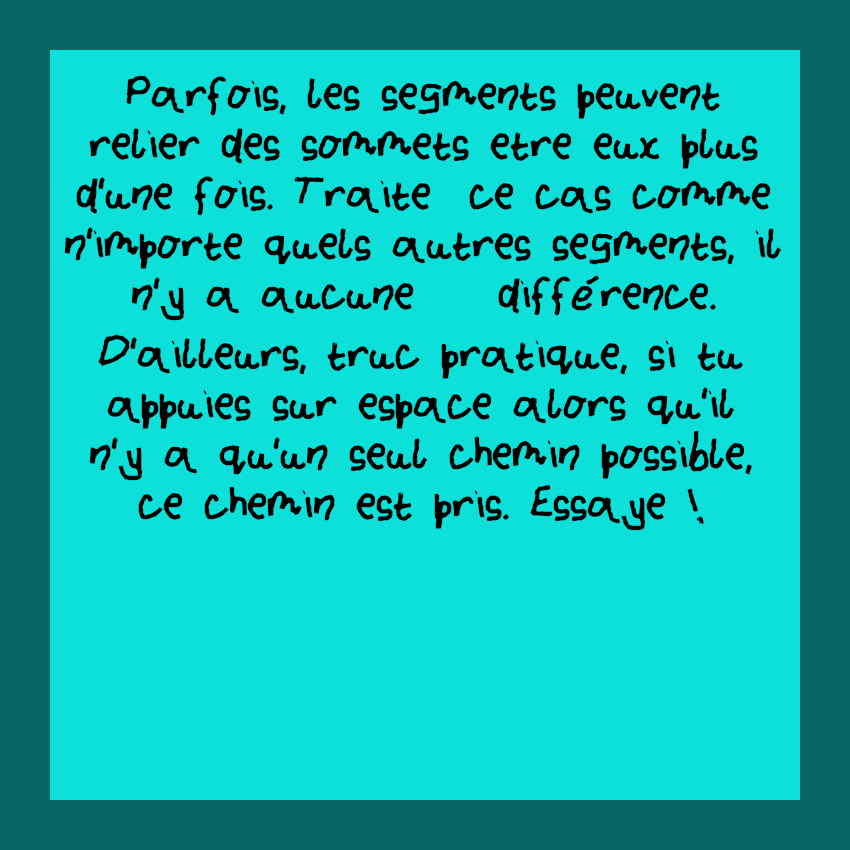 Parfois, les segments peuvent
relier des sommets etre eux plus
d'une fois. Traite ce cas comme
n'importe quels autres segments, il
n'y a aucune différence.
D'ailleurs, truc pratique, si tu
appuies sur espace alors qu'il
n'y a qu'un seul chemin possible,
ce chemin est pris. Essaye !